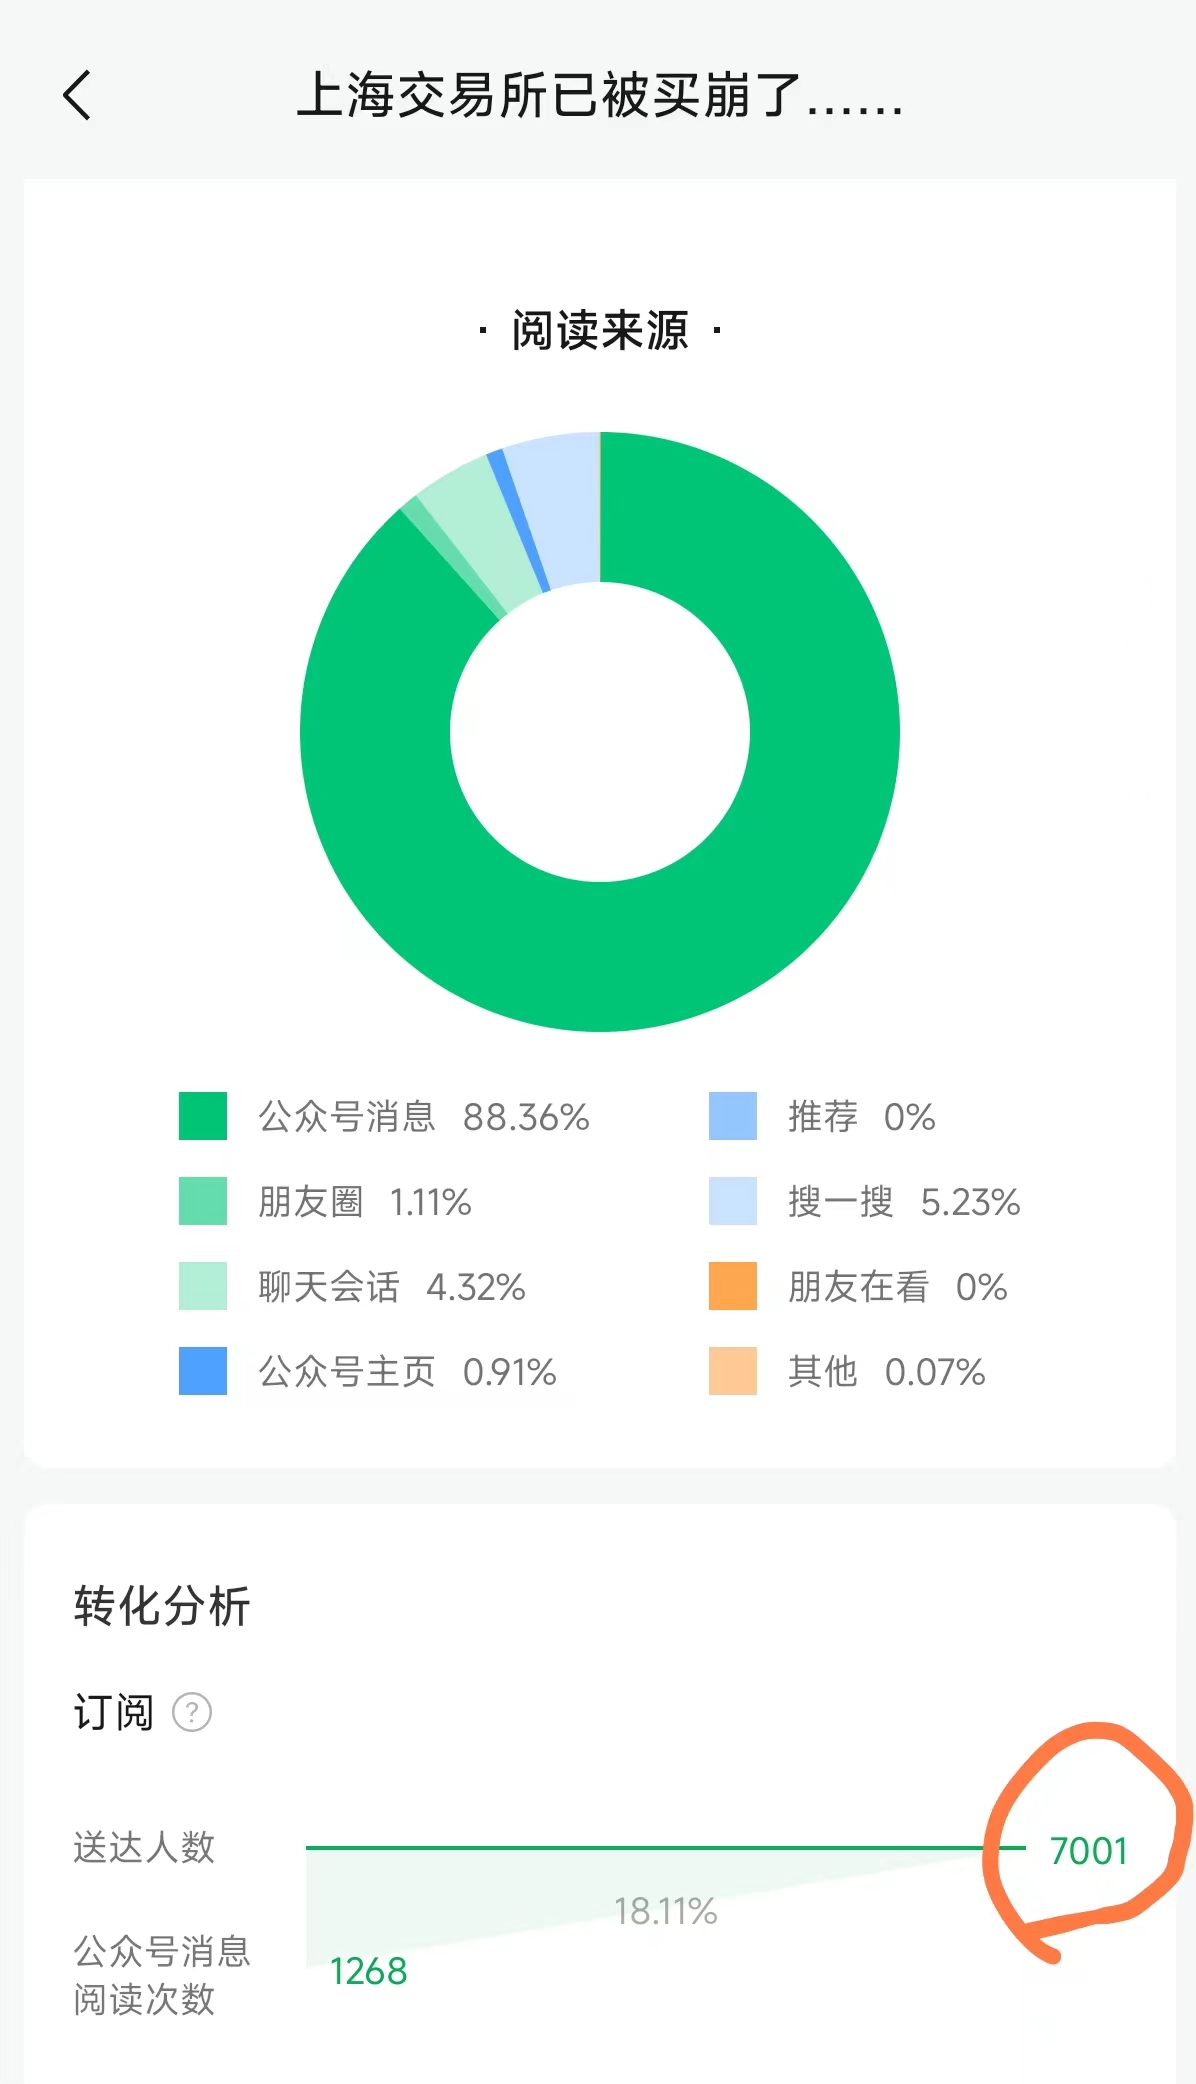 上海交易所已被买崩了......
· 阅读来源 ·
公众号消息 88.36%
推荐 0%
朋友圈 1.11%
搜一搜 5.23%
聊天会话 4.32%
朋友在看 0%
公众号主页 0.91%
其他 0.07%
转化分析
订阅 ?
送达人数
7001
18.11%
公众号消息
阅读次数
1268